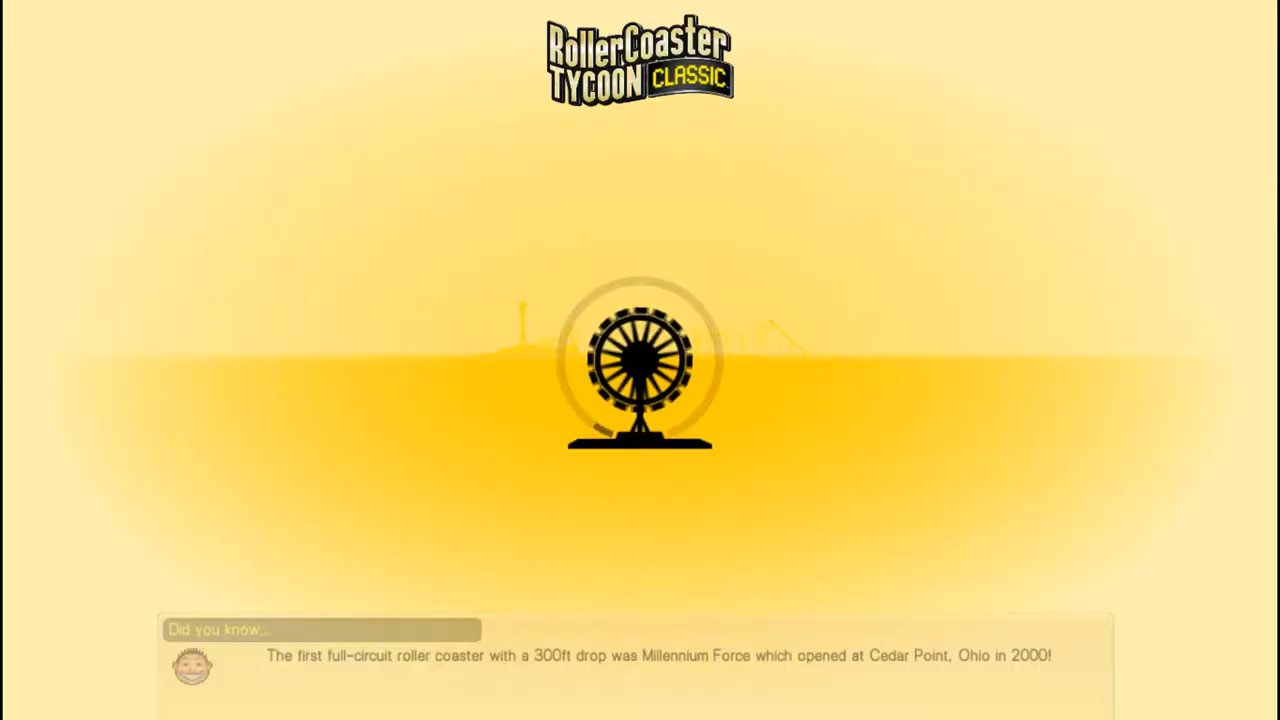 RollerCoaster
TYCOON CLASSIC
Did you know...
The first full-circuit roller coaster with a 300ft drop was Millennium Force which opened at Cedar Point, Ohio in 2000!